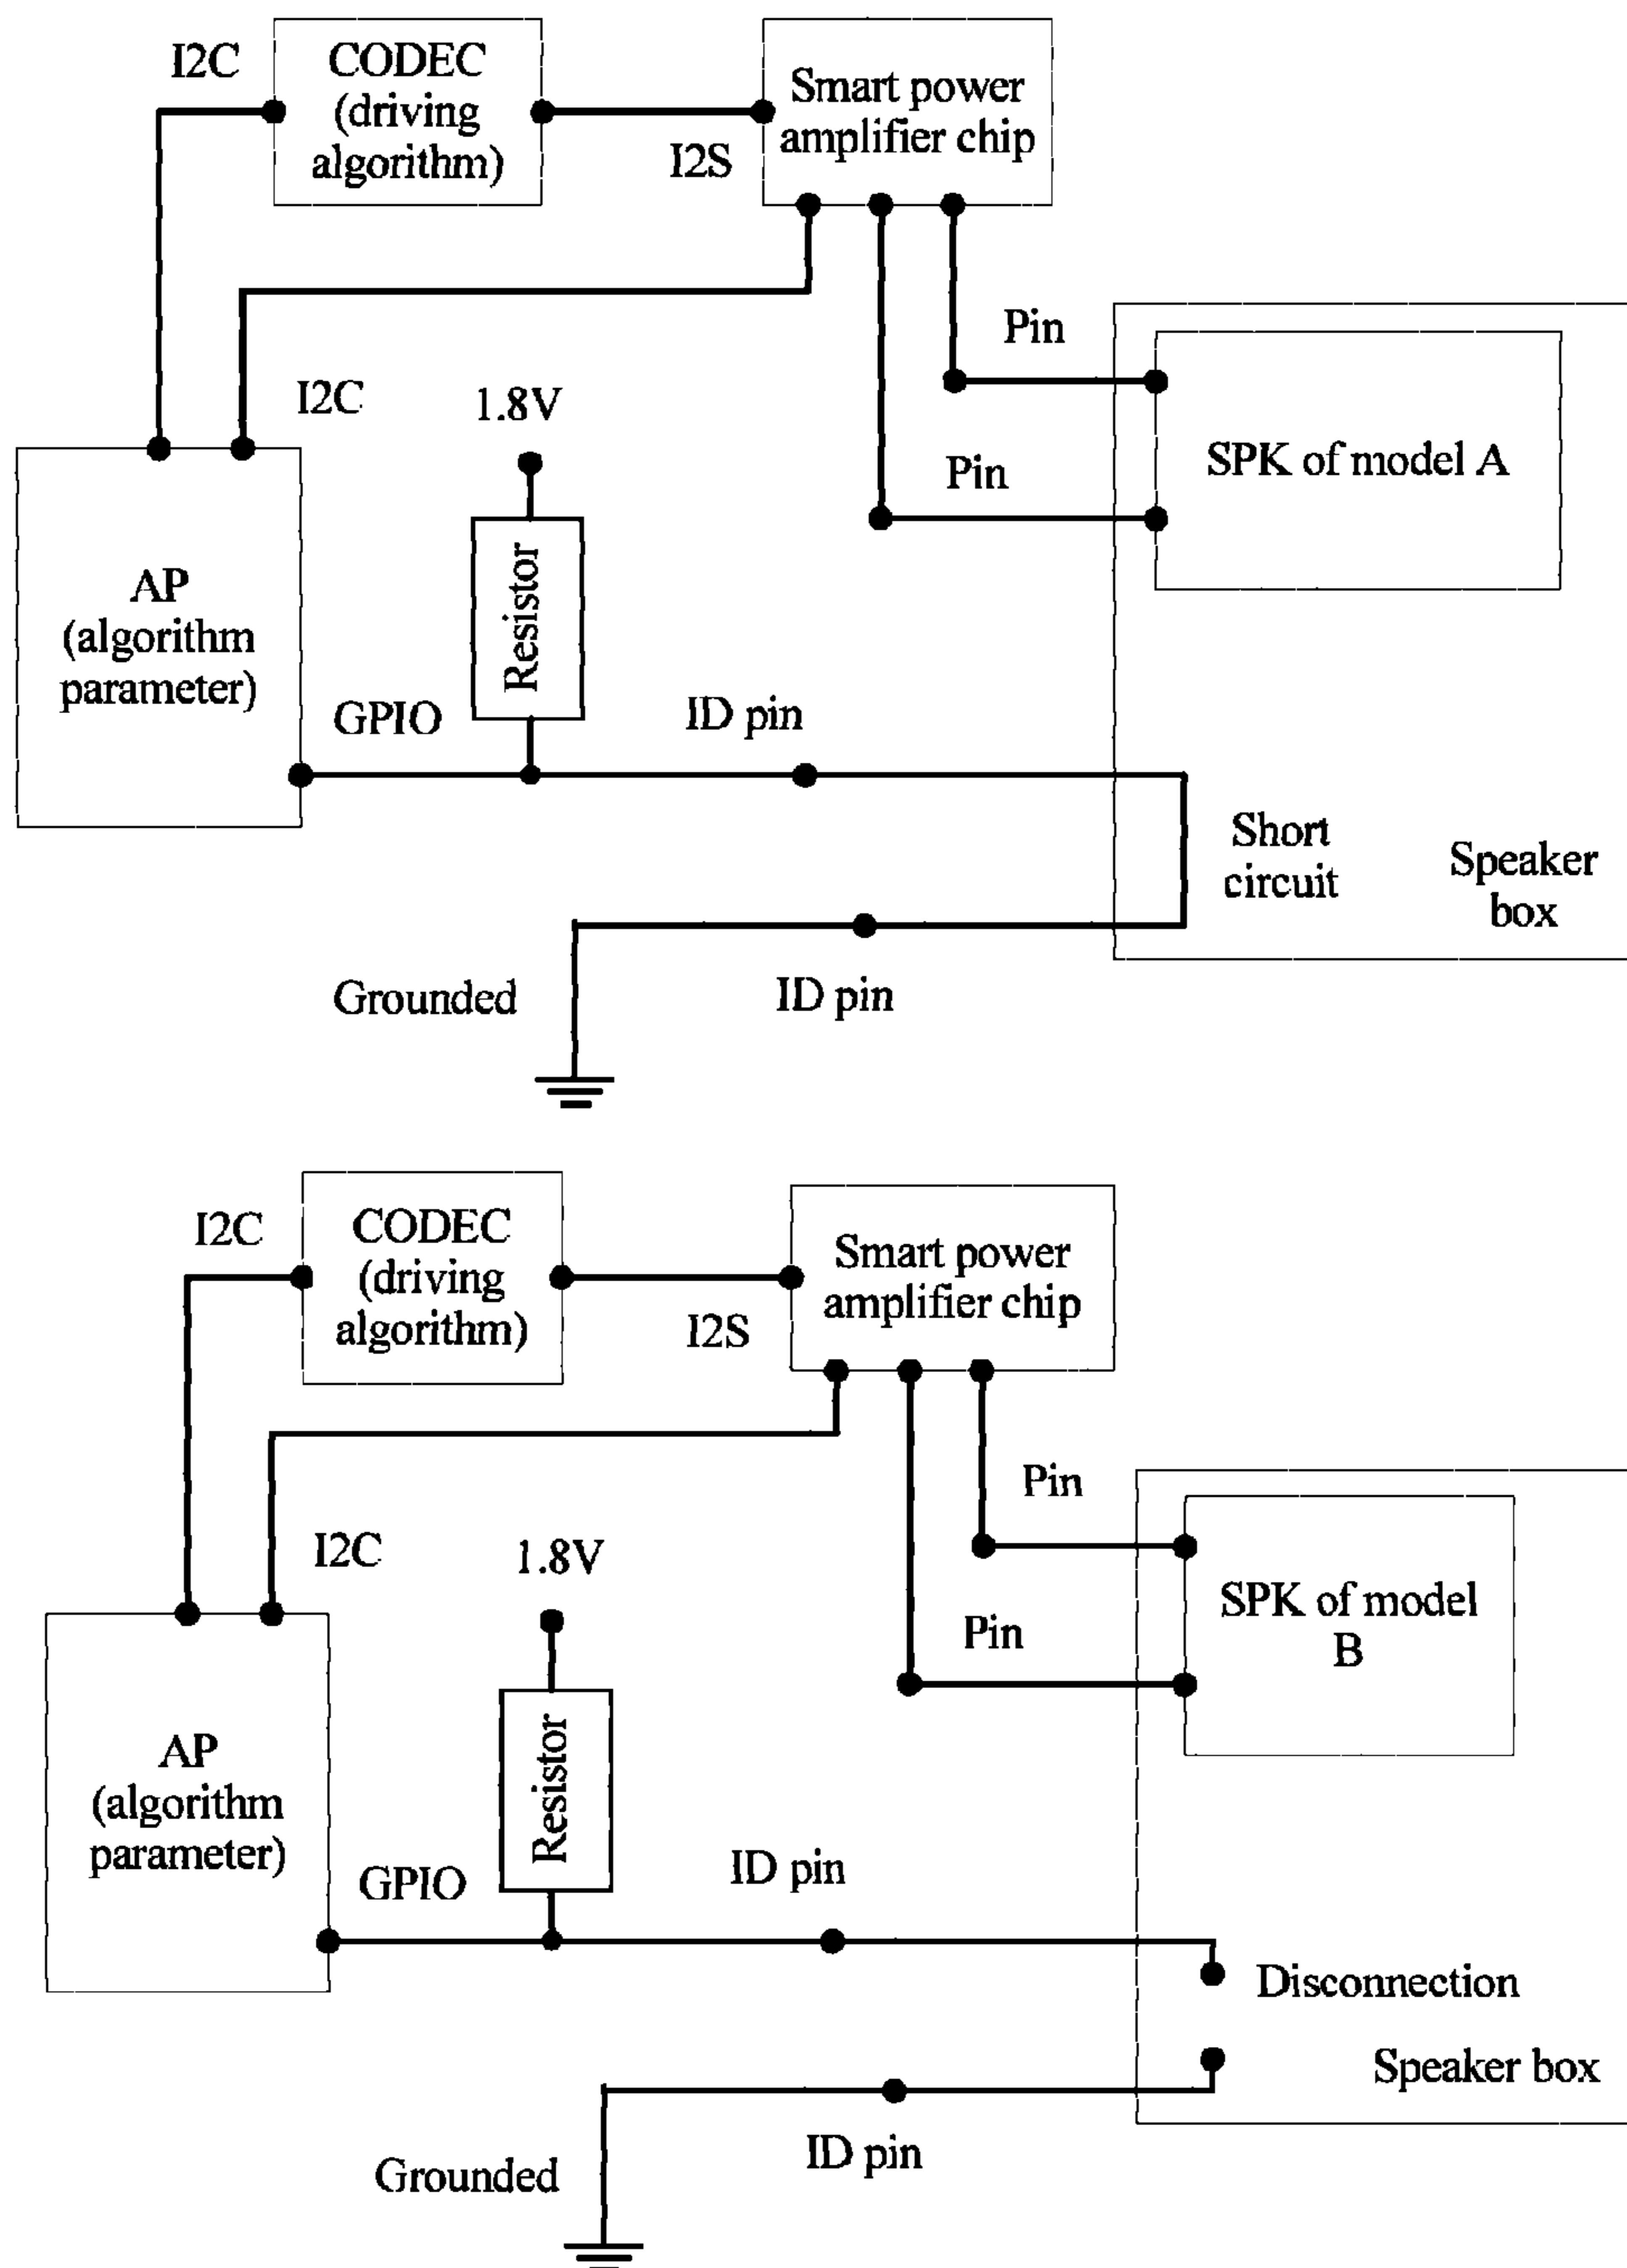 I2C
CODEC
(driving
algorithm)
I2S
Smart power
amplifier chip
Pin
SPK of model A
Pin
I2C
1.8V
Resistor
AP
(algorithm
parameter)
GPIO
ID pin
Short
circuit
Speaker
box
Grounded
ID pin
I2C
CODEC
(driving
algorithm)
I2S
Smart power
amplifier chip
Pin
SPK of model
B
Pin
I2C
1.8V
Resistor
AP
(algorithm
parameter)
GPIO
ID pin
Disconnection
Speaker box
ID pin
Grounded